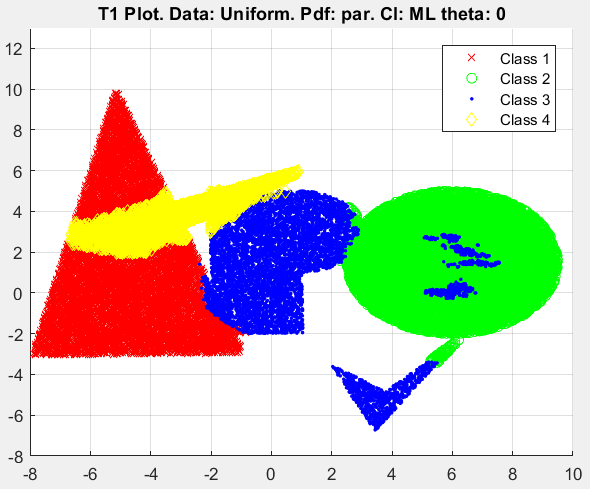 T1 Plot. Data: Uniform. Pdf: par. Cl: ML theta: 0
Class 1
Class 2
Class 3
Class 4
12
10
8
6
4
2
0
-2
-4
-6
-8
-8 -6 -4 -2 0 2 4 6 8 10